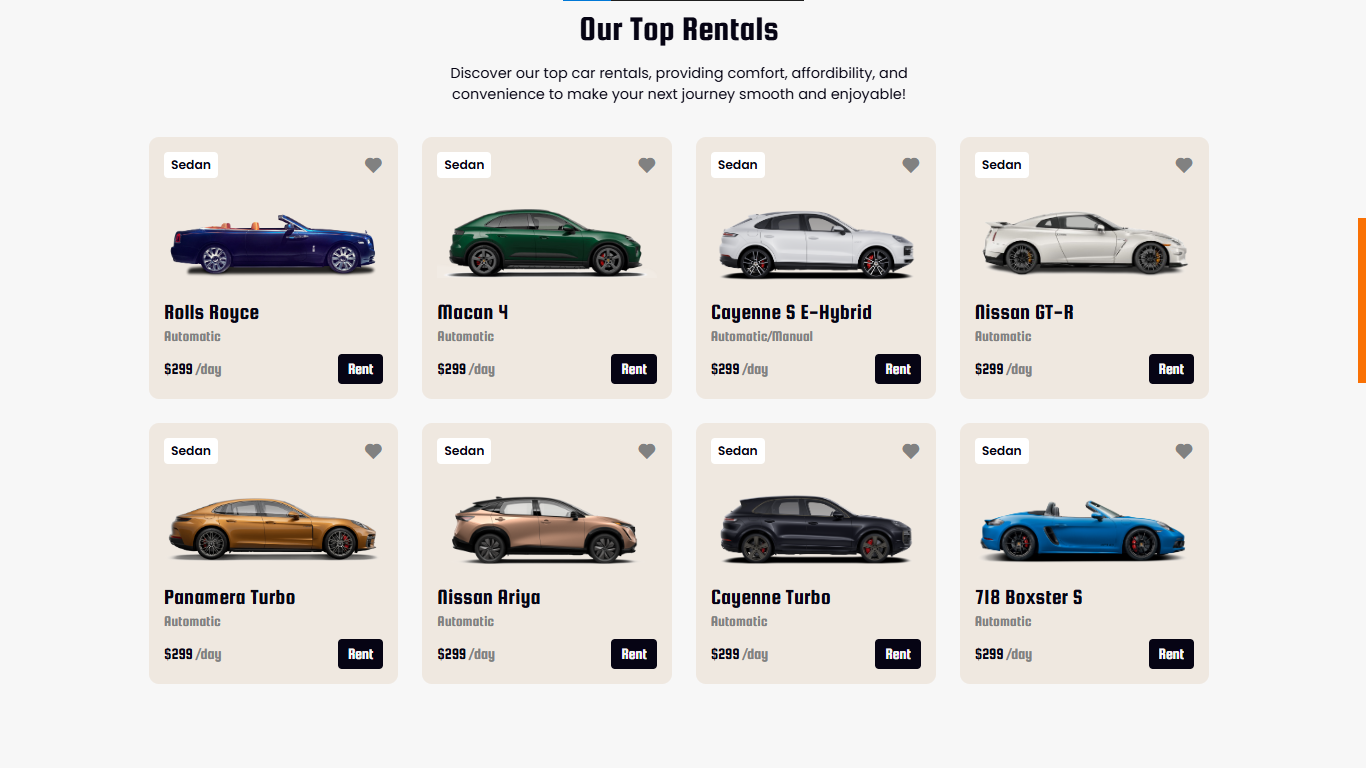 Our Top Rentals
Discover our top car rentals, providing comfort, affordibility, and
convenience to make your next journey smooth and enjoyable!
Sedan
Rolls Royce
Automatic
$299 /day
Rent
Sedan
Macan 4
Automatic
$299 /day
Rent
Sedan
Cayenne S E-Hybrid
Automatic/Manual
$299 /day
Rent
Sedan
Nissan GT-R
Automatic
$299 /day
Rent
Sedan
Panamera Turbo
Automatic
$299 /day
Rent
Sedan
Nissan Ariya
Automatic
$299 /day
Rent
Sedan
Cayenne Turbo
Automatic
$299 /day
Rent
Sedan
718 Boxster S
Automatic
$299 /day
Rent